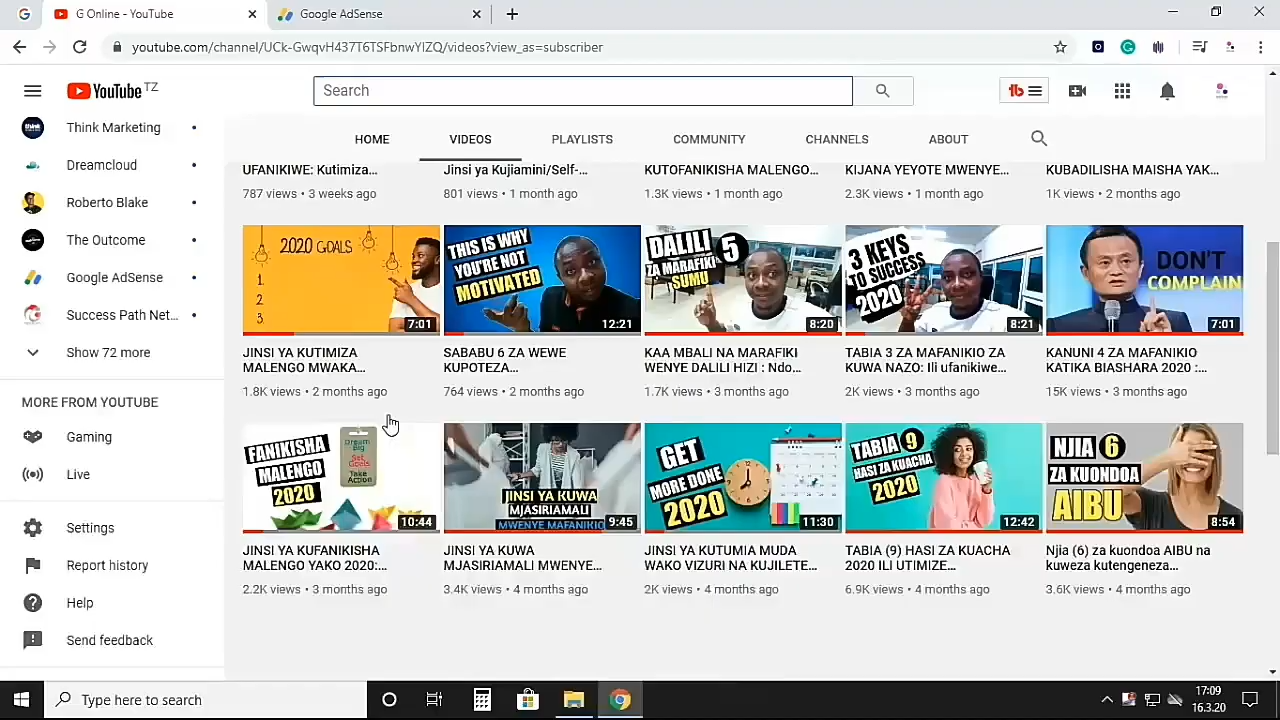 G Online - YouTube
Google AdSense
youtube.com/channel/UCk-GwqvH437T6TSFbnwYIZQ/videos?view_as=subscriber
YouTube TZ
Search
tb
Think Marketing
Dreamcloud
Roberto Blake
The Outcome
Google AdSense
Success Path Net...
Show 72 more
MORE FROM YOUTUBE
Gaming
Live
Settings
Report history
Help
Send feedback
HOME VIDEOS PLAYLISTS COMMUNITY CHANNELS ABOUT
UFANIKIWE: Kutimiza...
787 views • 3 weeks ago
Jinsi ya Kujiamini/Self-...
801 views • 1 month ago
KUTOFANIKISHA MALENGO...
1.3K views • 1 month ago
KIJANA YEYOTE MWENYE...
2.3K views • 1 month ago
KUBADILISHA MAISHA YAK...
1K views • 2 months ago
2020 GOALS
1.
2.
3.
7:01
JINSI YA KUTIMIZA
MALENGO MWAKA...
1.8K views • 2 months ago
THIS IS WHY
YOU'RE NOT
MOTIVATED
12:21
SABABU 6 ZA WEWE
KUPOTEZA...
764 views • 2 months ago
DALILI 5
ZA MARAFIKI
SUMU
8:20
KAA MBALI NA MARAFIKI
WENYE DALILI HIZI : Ndo...
1.7K views • 3 months ago
3 KEYS
TO SUCCESS
2020
8:21
TABIA 3 ZA MAFANIKIO ZA
KUWA NAZO: Ili ufanikiwe...
2K views • 3 months ago
DON'T
COMPLAIN
7:01
KANUNI 4 ZA MAFANIKIO
KATIKA BIASHARA 2020 :...
15K views • 3 months ago
FANIKISHA
MALENGO
2020
Dream
Big
Set
Goals
Take
Action
10:44
JINSI YA KUFANIKISHA
MALENGO YAKO 2020:...
2.2K views • 3 months ago
JINSI YA KUWA
MJASIRIAMALI
MWENYE MAFANIKIO
9:45
JINSI YA KUWA
MJASIRIAMALI MWENYE...
3.4K views • 4 months ago
GET
MORE DONE
2020
11:30
JINSI YA KUTUMIA MUDA
WAKO VIZURI NA KUJILETE...
2K views • 4 months ago
TABIA 9
HASI ZA KUACHA
2020
12:42
TABIA (9) HASI ZA KUACHA
2020 ILI UTIMIZE...
6.9K views • 4 months ago
NJIA 6
ZA KUONDOA
AIBU
8:54
Njia (6) za kuondoa AIBU na
kuweza kutengeneza...
3.6K views • 4 months ago
Type here to search
17:09
16.3.20